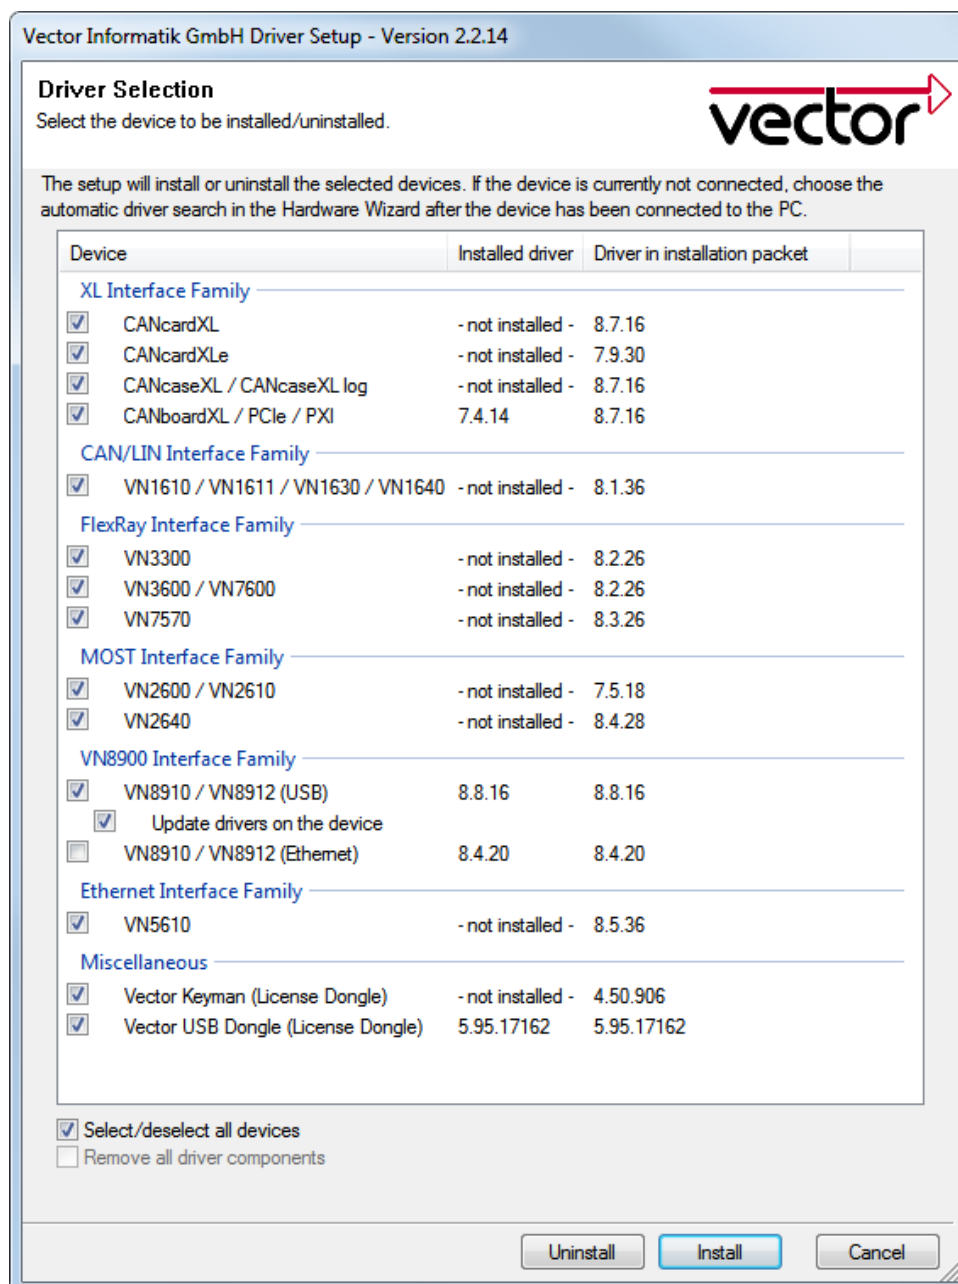 Vector Informatik GmbH Driver Setup - Version 2.2.14
Driver Selection
Select the device to be installed/uninstalled.
vector
The setup will install or uninstall the selected devices. If the device is currently not connected, choose the
automatic driver search in the Hardware Wizard after the device has been connected to the PC.
Device Installed driver Driver in installation packet
XL Interface Family
CANcardXL - not installed - 8.7.16
CANcardXLe - not installed - 7.9.30
CANcaseXL / CANcaseXL log - not installed - 8.7.16
CANboardXL / PCIe / PXI 7.4.14 8.7.16
CAN/LIN Interface Family
VN1610 / VN1611 / VN1630 / VN1640 - not installed - 8.1.36
FlexRay Interface Family
VN3300 - not installed - 8.2.26
VN3600 / VN7600 - not installed - 8.2.26
VN7570 - not installed - 8.3.26
MOST Interface Family
VN2600 / VN2610 - not installed - 7.5.18
VN2640 - not installed - 8.4.28
VN8900 Interface Family
VN8910 / VN8912 (USB) 8.8.16 8.8.16
Update drivers on the device
VN8910 / VN8912 (Ethernet) 8.4.20 8.4.20
Ethernet Interface Family
VN5610 - not installed - 8.5.36
Miscellaneous
Vector Keyman (License Dongle) - not installed - 4.50.906
Vector USB Dongle (License Dongle) 5.95.17162 5.95.17162
Select/deselect all devices
Remove all driver components
Uninstall Install Cancel